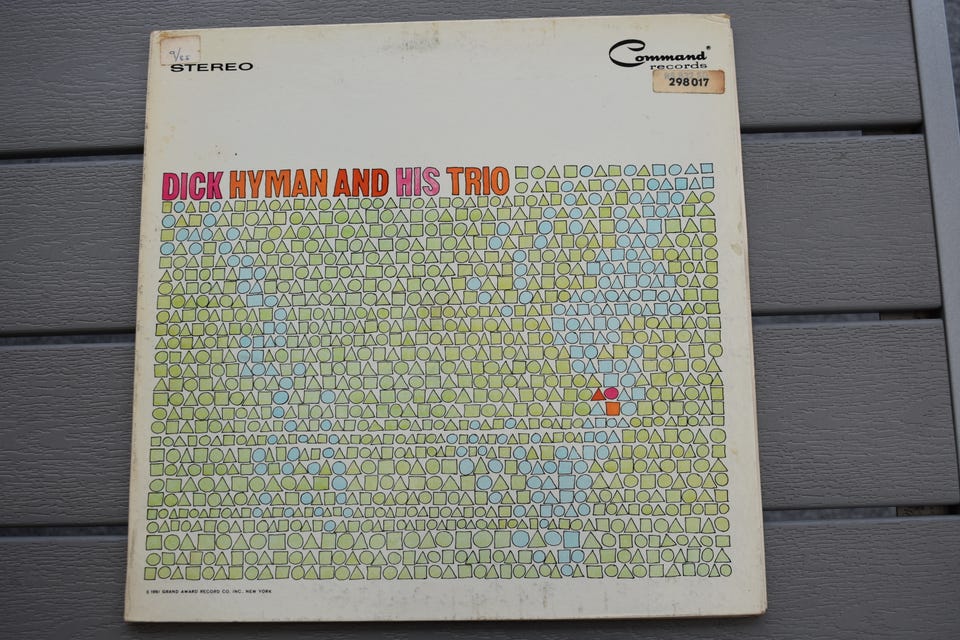 STEREO
Command®
records
298017
DICK HYMAN AND HIS TRIO
© 1961 GRAND AWARD RECORD CO. INC., NEW YORK